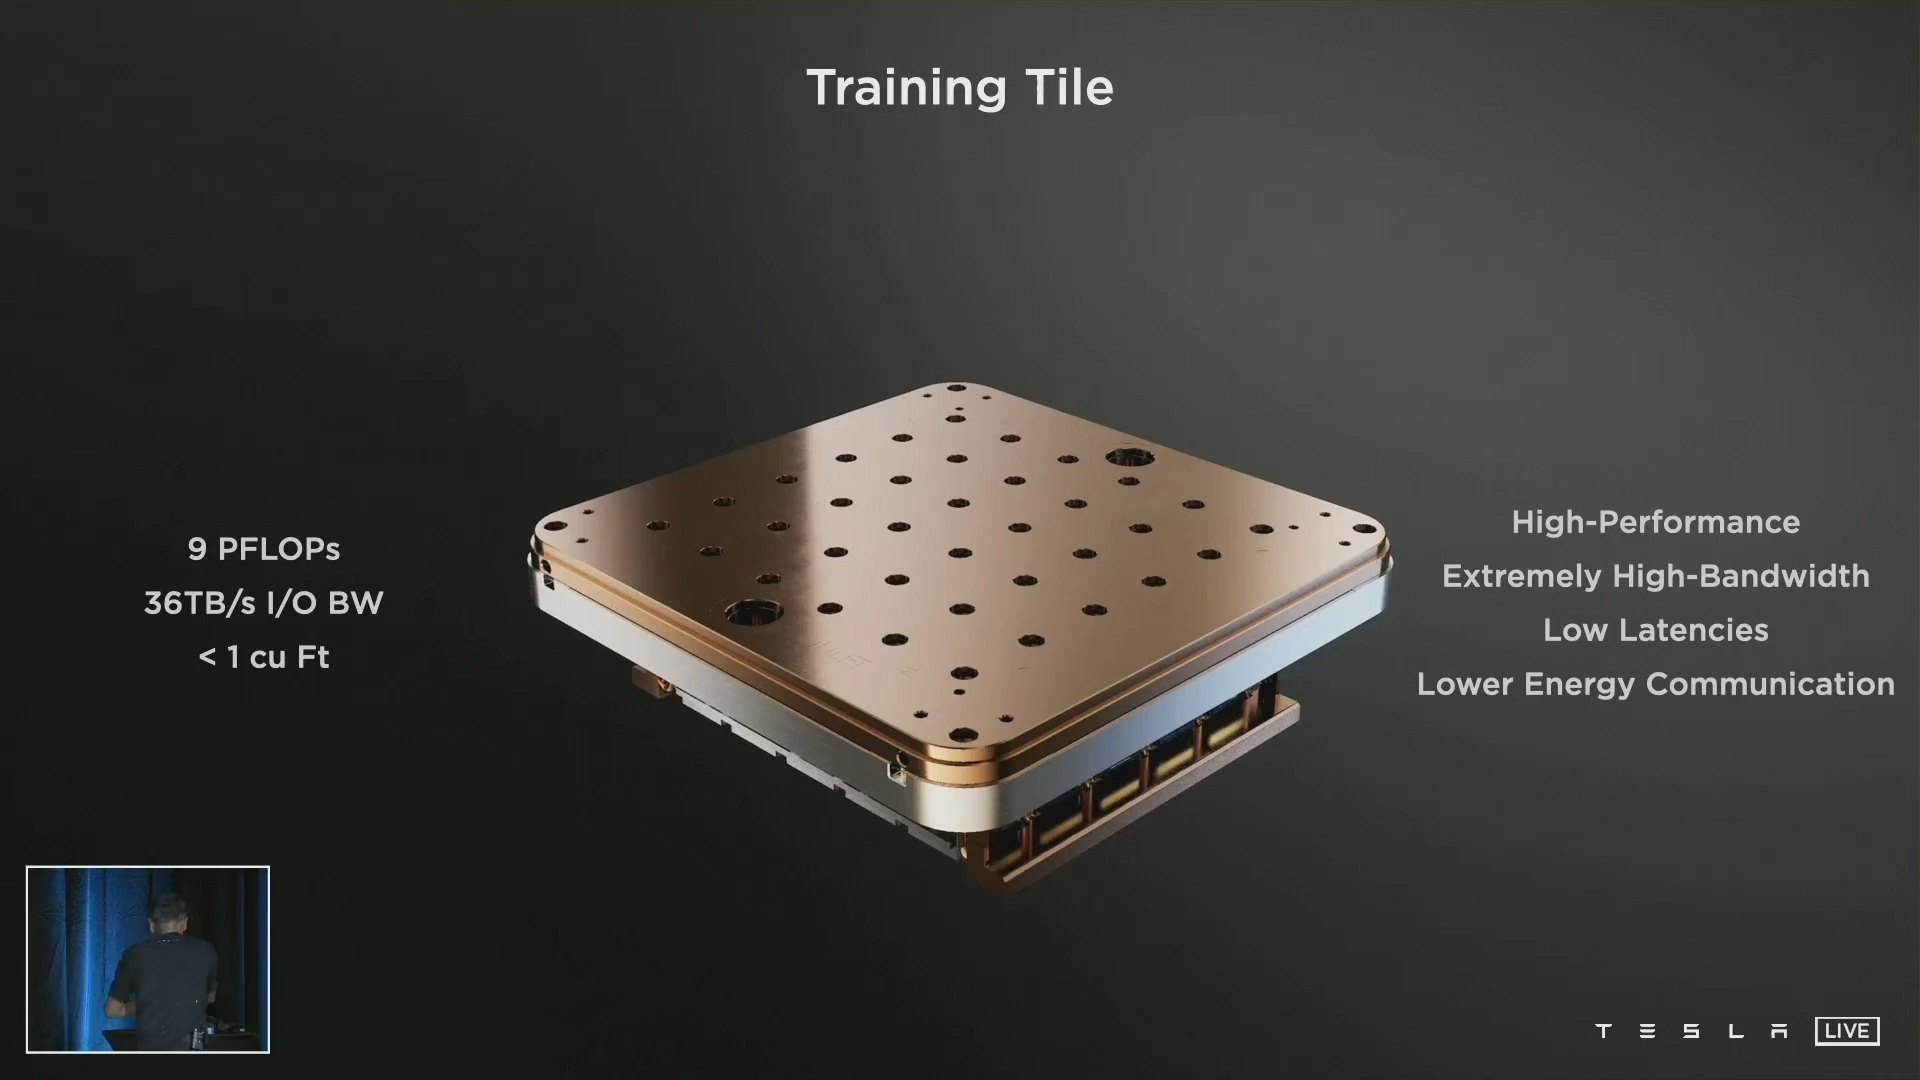 Training Tile
9 PFLOPs
36TB/s I/O BW
< 1 cu Ft
High-Performance
Extremely High-Bandwidth
Low Latencies
Lower Energy Communication
TESLA LIVE